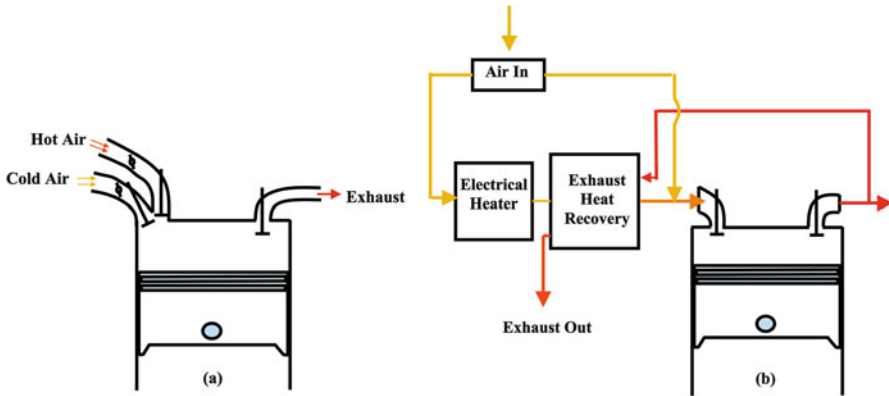 Hot Air
Cold Air
Exhaust
(a)
Air In
Electrical
Heater
Exhaust
Heat
Recovery
Exhaust Out
(b)